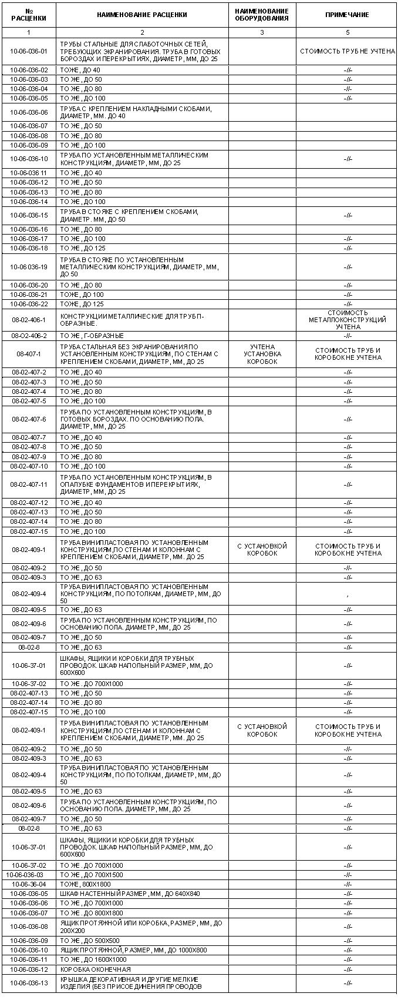 № РАСЦЕНКИ | НАИМЕНОВАНИЕ РАСЦЕНКИ | НАИМЕНОВАНИЕ ОБОРУДОВАНИЯ | ПРИМЕЧАНИЕ
1 | 2 | 3 | 5
10-06-036-01 | ТРУБЫ СТАЛЬНЫЕ ДЛЯ СЛАБОТОЧНЫХ СЕТЕЙ, ТРЕБУЮЩИХ ЭКРАНИРОВАНИЯ. ТРУБА В ГОТОВЫХ БОРОЗДАХ И ПЕРЕКРЫТИЯХ, ДИАМЕТР, ММ, ДО 25 | | СТОИМОСТЬ ТРУБ НЕ УЧТЕНА
10-06-036-02 | ТОЖЕ, ДО 40 | | -//-
10-06-036-03 | ТО ЖЕ, ДО 50 | | -//-
10-06-036-04 | ТО ЖЕ, ДО 80 | | -//-
10-06-036-05 | ТО ЖЕ, ДО 100 | | -//-
10-06-036-06 | ТРУБА С КРЕПЛЕНИЕМ НАКЛАДНЫМИ СКОБАМИ, ДИАМЕТР, ММ. ДО 40
10-06-036-07 | ТО ЖЕ, ДО 50
10-06-036-08 | ТО ЖЕ, ДО 80
10-06-036-09 | ТО ЖЕ, ДО 100
10-06-036-10 | ТРУБА ПО УСТАНОВЛЕННЫМ МЕТАЛЛИЧЕСКИМ КОНСТРУКЦИЯМ, ДИАМЕТР, ММ, ДО 25 | | -//-
10-06-036 11 | ТО ЖЕ, ДО 40
10-06-036-12 | ТО ЖЕ, ДО 50
10-06-036-13 | ТО ЖЕ, ДО 80
10-06-036-14 | ТО ЖЕ, ДО 100
10-06-036-15 | ТРУБА В СТОЯКЕ С КРЕПЛЕНИЕМ СКОБАМИ, ДИАМЕТР. ММ, ДО 50 | | -//-
10-06-036-16 | ТО ЖЕ, ДО 80
10-06-036-17 | ТО ЖЕ, ДО 100 | | -//-
10-06-036-18 | ТО ЖЕ, ДО 125 | | -//-
10-06 036-19 | ТРУБА В СТОЯКЕ ПО УСТАНОВЛЕННЫМ МЕТАЛЛИЧЕСКИМ КОНСТРУКЦИЯМ, ДИАМЕТР, ММ, ДО 50 | | -//-
10-06-036-20 | ТО ЖЕ, ДО 80 | | -//-
10-06-036-21 | ТОЖЕ, ДО 100 | | -//-
10-06-036-22 | ТОЖЕ, ДО 125 | | -//-
08-02-406-1 | КОНСТРУКЦИИ МЕТАЛЛИЧЕСКИЕ ДЛЯ ТРУБ П-ОБРАЗНЫЕ. | | СТОИМОСТЬ МЕТАЛЛОКОНСТРУКЦИЙ УЧТЕНА
08-О2-406-2 | ТО ЖЕ, Г-ОБРАЗНЫЕ | | -//-
08-407-1 | ТРУБА СТАЛЬНАЯ БЕЗ ЭКРАНИРОВАНИЯ ПО УСТАНОВЛЕННЫМ КОНСТРУКЦИЯМ, ПО СТЕНАМ С КРЕПЛЕНИЕМ СКОБАМИ, ДИАМЕТР, ММ, ДО 25 | УЧТЕНА УСТАНОВКА КОРОБОК | СТОИМОСТЬ ТРУБ И КОРОБОК НЕ УЧТЕНА
08-02-407-2 | ТО ЖЕ, ДО 40 | | -//-
08-02-407-3 | ТО ЖЕ, ДО 50 | | -//-
08-02-407-4 | ТО ЖЕ, ДО 80 | | -//-
08-02-407-5 | ТО ЖЕ, ДО 100 | | -//-
08-02-407-6 | ТРУБА ПО УСТАНОВЛЕННЫМ КОНСТРУКЦИЯМ, В ГОТОВЫХ БОРОЗДАХ. ПО ОСНОВАНИЮ ПОЛА. ДИАМЕТР, ММ, ДО 25 | | -//-
08-02-407-7 | ТО ЖЕ, ДО 40 | | -//-
08-02-407-8 | ТО ЖЕ, ДО 50 | | -//-
08-02-407-9 | ТО ЖЕ, ДО 80 | | -//-
08-02-407-10 | ТО ЖЕ, ДО 100 | | -//-
08-02-407-11 | ТРУБА ПО УСТАНОВЛЕННЫМ КОНСТРУКЦИЯМ, В ОПАЛУБКЕ ФУНДАМЕНТОВ И ПЕРЕКРЫТИЯХ, ДИАМЕТР, ММ, ДО 25 | | -//-
08-02-407-12 | ТО ЖЕ, ДО 40 | | -//-
08-02-407-13 | ТО ЖЕ, ДО 50 | | -//-
08-02-407-14 | ТО ЖЕ. ДО 80 | | -//-
08-02-407-15 | ТО ЖЕ, ДО 100 | | -//-
08-02-409-1 | ТРУБА ВИНИПЛАСТОВАЯ ПО УСТАНОВЛЕННЫМ КОНСТРУКЦИЯМ,ПО СТЕНАМ И КОЛОННАМ С КРЕПЛЕНИЕМ СКОБАМИ, ДИАМЕТР, ММ. ДО 25 | С УСТАНОВКОЙ КОРОБОК | СТОИМОСТЬ ТРУБ И КОРОБОК НЕ УЧТЕНА
08-02-409-2 | ТО ЖЕ, ДО 50 | | -//-
08-02-409-3 | ТО ЖЕ, ДО 63 | | -//-
08-02-409-4 | ТРУБА ВИНИПЛАСТОВАЯ ПО УСТАНОВЛЕННЫМ КОНСТРУКЦИЯМ, ПО ПОТОЛКАМ, ДИАМЕТР, ММ, ДО 50 | | ,
08-02-409-5 | ТО ЖЕ, ДО 63 | | -//-
08-02-409-6 | ТРУБА ПО УСТАНОВЛЕННЫМ КОНСТРУКЦИЯМ, ПО ОСНОВАНИЮ ПОЛА. ДИАМЕТР, ММ, ДО 25 | | -//-
08-02-409-7 | ТО ЖЕ, ДО 50 | | -//-
08-02-8 | ТО ЖЕ, ДО 63 | | -//-
10-06-37-01 | ШКАФЫ, ЯЩИКИ И КОРОБКИ ДЛЯ ТРУБНЫХ ПРОВОДОК. ШКАФ НАПОЛЬНЫЙ РАЗМЕР, ММ, ДО 600Х600 | | -//-
10-06-37-02 | ТО ЖЕ. ДО 700Х1000 | | -//-
08-02-407-13 | ТО ЖЕ, ДО 50 | | -//-
08-02-407-14 | ТО ЖЕ. ДО 80 | | -//-
08-02-407-15 | ТО ЖЕ, ДО 100 | | -//-
08-02-409-1 | ТРУБА ВИНИПЛАСТОВАЯ ПО УСТАНОВЛЕННЫМ КОНСТРУКЦИЯМ,ПО СТЕНАМ И КОЛОННАМ С КРЕПЛЕНИЕМ СКОБАМИ, ДИАМЕТР, ММ. ДО 25 | С УСТАНОВКОЙ КОРОБОК | СТОИМОСТЬ ТРУБ И КОРОБОК НЕ УЧТЕНА
08-02-409-2 | ТО ЖЕ, ДО 50 | | -//-
08-02-409-3 | ТО ЖЕ, ДО 63 | | -//-
08-02-409-4 | ТРУБА ВИНИПЛАСТОВАЯ ПО УСТАНОВЛЕННЫМ КОНСТРУКЦИЯМ, ПО ПОТОЛКАМ, ДИАМЕТР, ММ, ДО 50 | | -//-
08-02-409-5 | ТО ЖЕ, ДО 63 | | -//-
08-02-409-6 | ТРУБА ПО УСТАНОВЛЕННЫМ КОНСТРУКЦИЯМ, ПО ОСНОВАНИЮ ПОЛА. ДИАМЕТР, ММ, ДО 25 | | -//-
08-02-409-7 | ТО ЖЕ, ДО 50 | | -//-
08-02-8 | ТО ЖЕ, ДО 63 | | -//-
10-06-37-01 | ШКАФЫ, ЯЩИКИ И КОРОБКИ ДЛЯ ТРУБНЫХ ПРОВОДОК. ШКАФ НАПОЛЬНЫЙ РАЗМЕР, ММ, ДО 600Х600 | | -//-
10-06-37-02 | ТО ЖЕ. ДО 700Х1000 | | -//-
10-06-036-03 | ТО ЖЕ, ДО 700Х1500 | | -//-
10-06-36-04 | ТОЖЕ, 800Х1800 | | -//-
10-06-036-05 | ШКАФ НАСТЕННЫЙ РАЗМЕР, ММ, ДО 640Х840 | | -//-
10-06-036-06 | ТО ЖЕ, ДО 700Х1000 | | -//-
10-06-036-07 | ТО ЖЕ. ДО 800Х1800 | | -//-
10-06-036-08 | ЯЩИК ПРОТЯЖНОЙ ИЛИ КОРОБКА, РАЗМЕР, ММ, ДО 200Х200 | | -//-
10-06-036-09 | ТО ЖЕ, ДО 500Х500 | | -//-
10-06-036-10 | ЯЩИК ПРОТЯЖНОЙ, РАЗМЕР, ММ, ДО 1000Х800 | | -//-
10-06-036-11 | ТО ЖЕ, ДО 1600Х1000 | | -//-
10-06-036-12 | КОРОБКА ОКОНЕЧНАЯ | | -//-
10-06-036-13 | КРЫШКА ДЕКОРАТИВНАЯ И ДРУГИЕ МЕЛКИЕ ИЗДЕЛИЯ {БЕЗ ПРИСОЕДИНЕНИЯ ПРОВОДОВ | | -//-